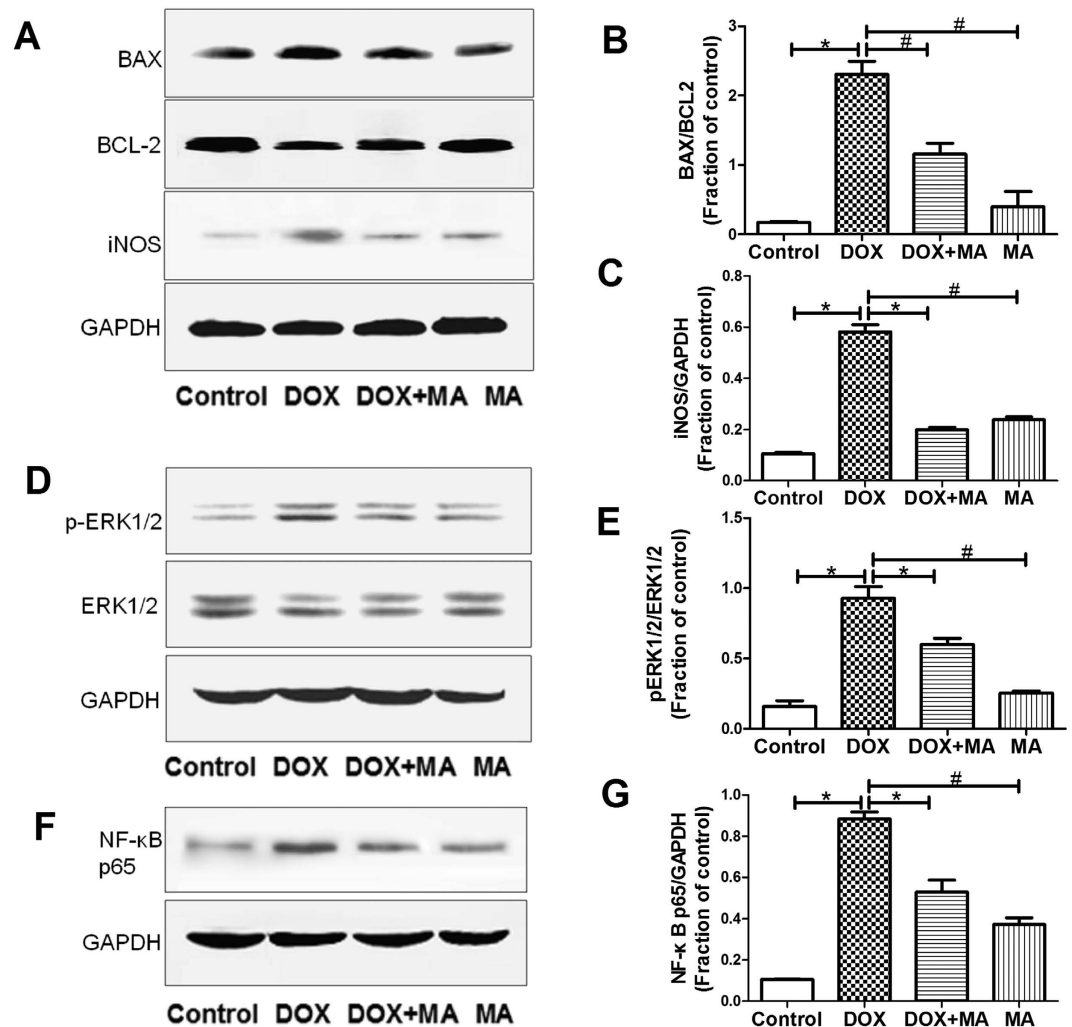 A
BAX
BCL-2
iNOS
GAPDH
Control DOX DOX+MA MA
B
BAX/BCL2
(Fraction of control)
3
2
1
0
* # #
Control DOX DOX+MA MA
C
iNOS/GAPDH
(Fraction of control)
0.8
0.6
0.4
0.2
0.0
* * #
Control DOX DOX+MA MA
D
p-ERK1/2
ERK1/2
GAPDH
Control DOX DOX+MA MA
E
pERK1/2/ERK1/2
(Fraction of control)
1.5
1.0
0.5
0.0
* * #
Control DOX DOX+MA MA
F
NF-κB
p65
GAPDH
Control DOX DOX+MA MA
G
NF-κ B p65/GAPDH
(Fraction of control)
1.0
0.8
0.6
0.4
0.2
0.0
* * #
Control DOX DOX+MA MA